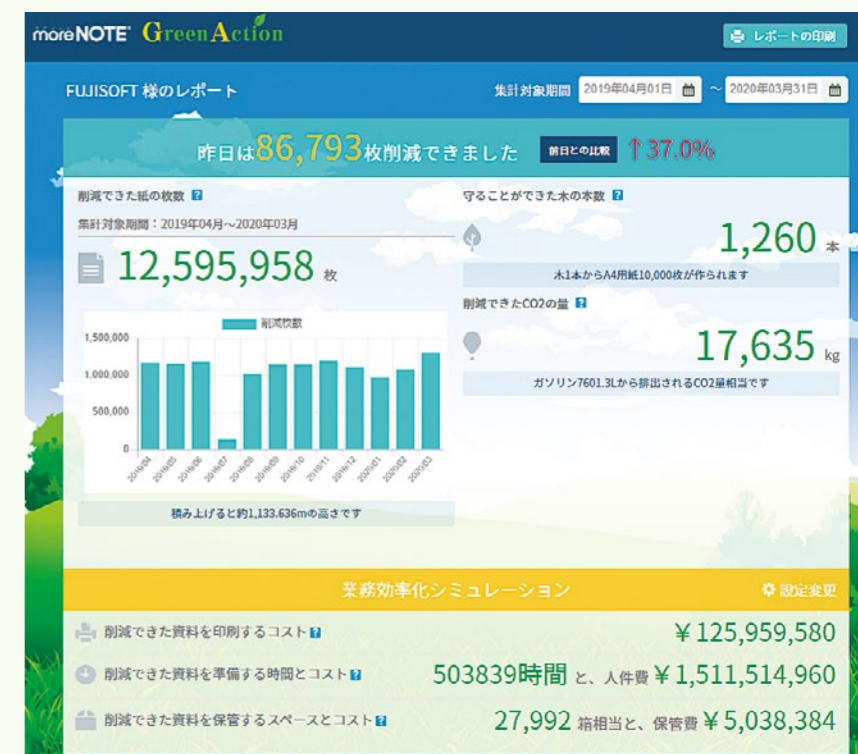 moreNOTE GreenAction
レポートの印刷
FUJISOFT 様のレポート
集計対象期間 2019年04月01日 ～ 2020年03月31日
昨日は86,793枚削減できました 前日との比較 ↑37.0%
削減できた紙の枚数 ?
集計対象期間：2019年04月～2020年03月
12,595,958 枚
削減枚数
1,500,000
1,000,000
500,000
0
2020/01 2020/02 2020/03
積み上げると約1,133.636mの高さです
守ることができた木の本数 ?
1,260 本
木1本からA4用紙10,000枚が作られます
削減できたCO2の量 ?
17,635 kg
ガソリン7601.3Lから排出されるCO2量相当です
業務効率化シミュレーション 設定変更
削減できた資料を印刷するコスト ? ￥125,959,580
削減できた資料を準備する時間とコスト ? 503839時間 と、人件費 ￥1,511,514,960
削減できた資料を保管するスペースとコスト ? 27,992 箱相当と、保管費 ￥5,038,384